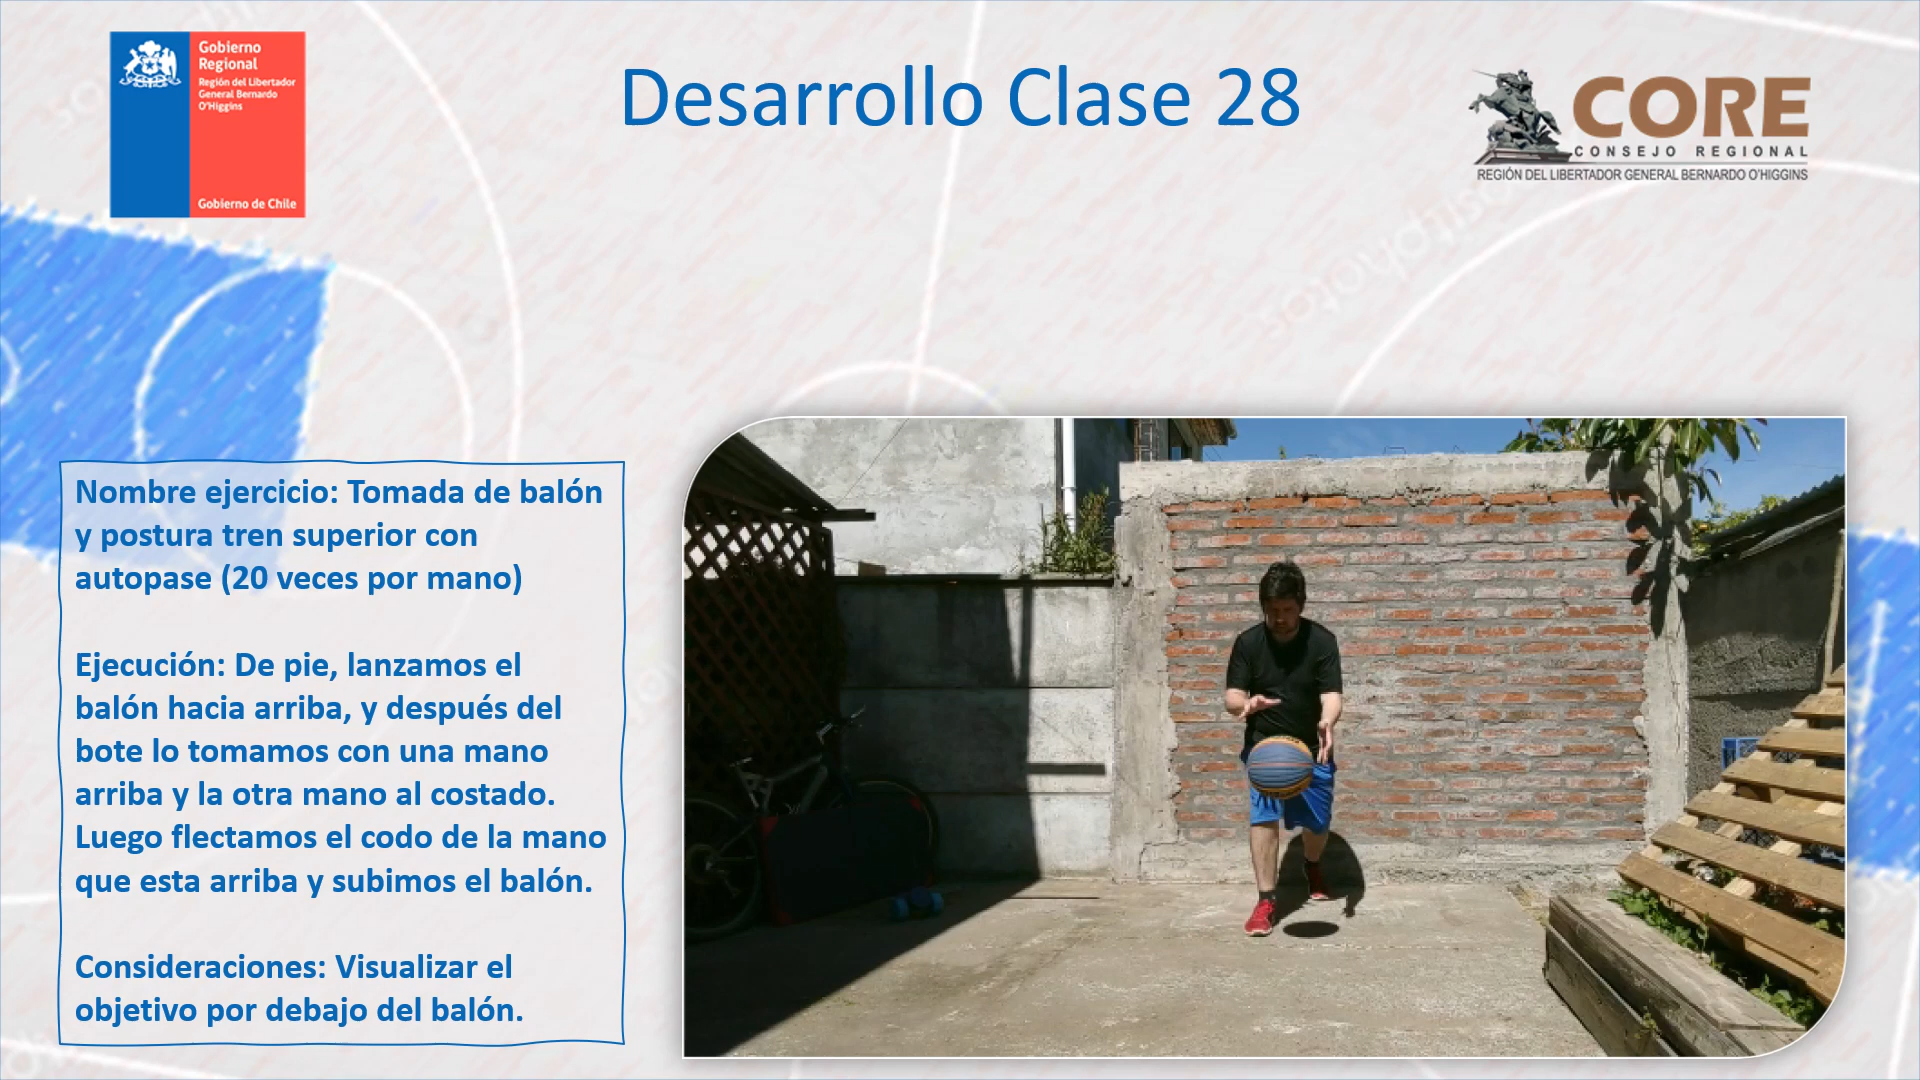 Gobierno
Regional
Región del Libertador
General Bernardo
O'Higgins
Gobierno de Chile
Desarrollo Clase 28
CORE
CONSEJO REGIONAL
REGIÓN DEL LIBERTADOR GENERAL BERNARDO O'HIGGINS
Nombre ejercicio: Tomada de balón
y postura tren superior con
autopase (20 veces por mano)
Ejecución: De pie, lanzamos el
balón hacia arriba, y después del
bote lo tomamos con una mano
arriba y la otra mano al costado.
Luego flectamos el codo de la mano
que esta arriba y subimos el balón.
Consideraciones: Visualizar el
objetivo por debajo del balón.